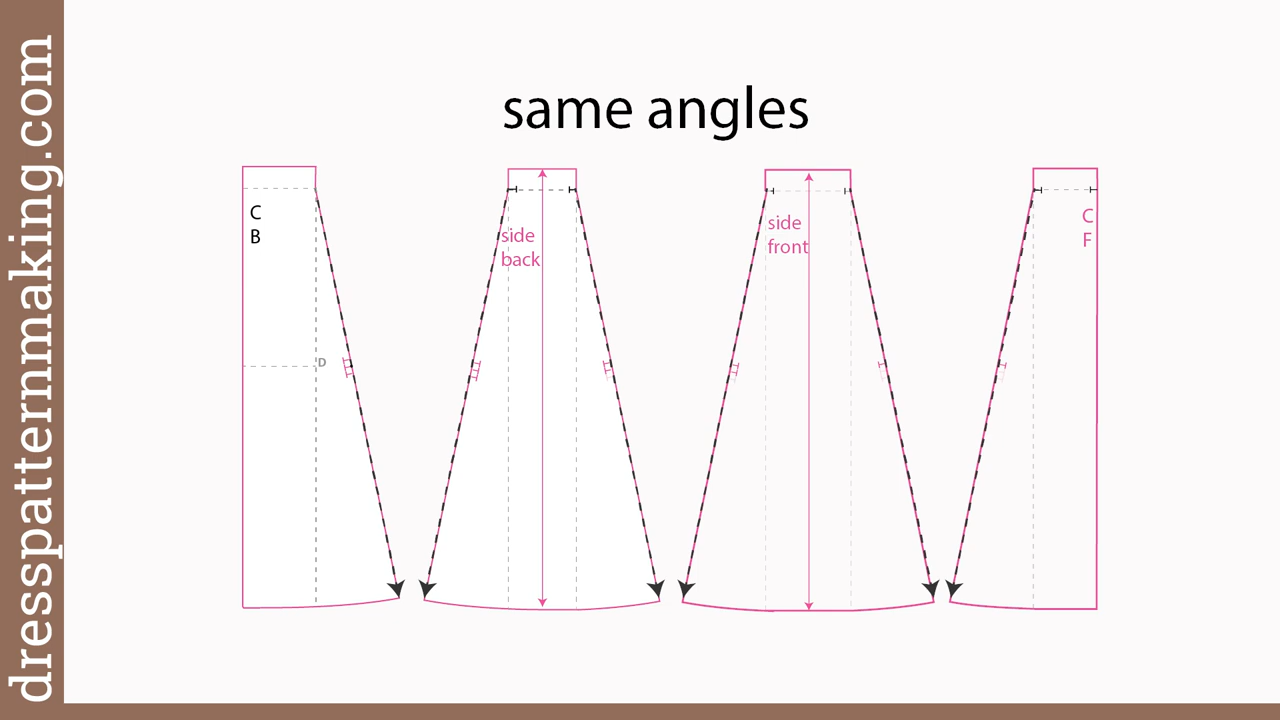 dresspatternmaking.com
same angles
C
B
side
back
side
front
C
F
D